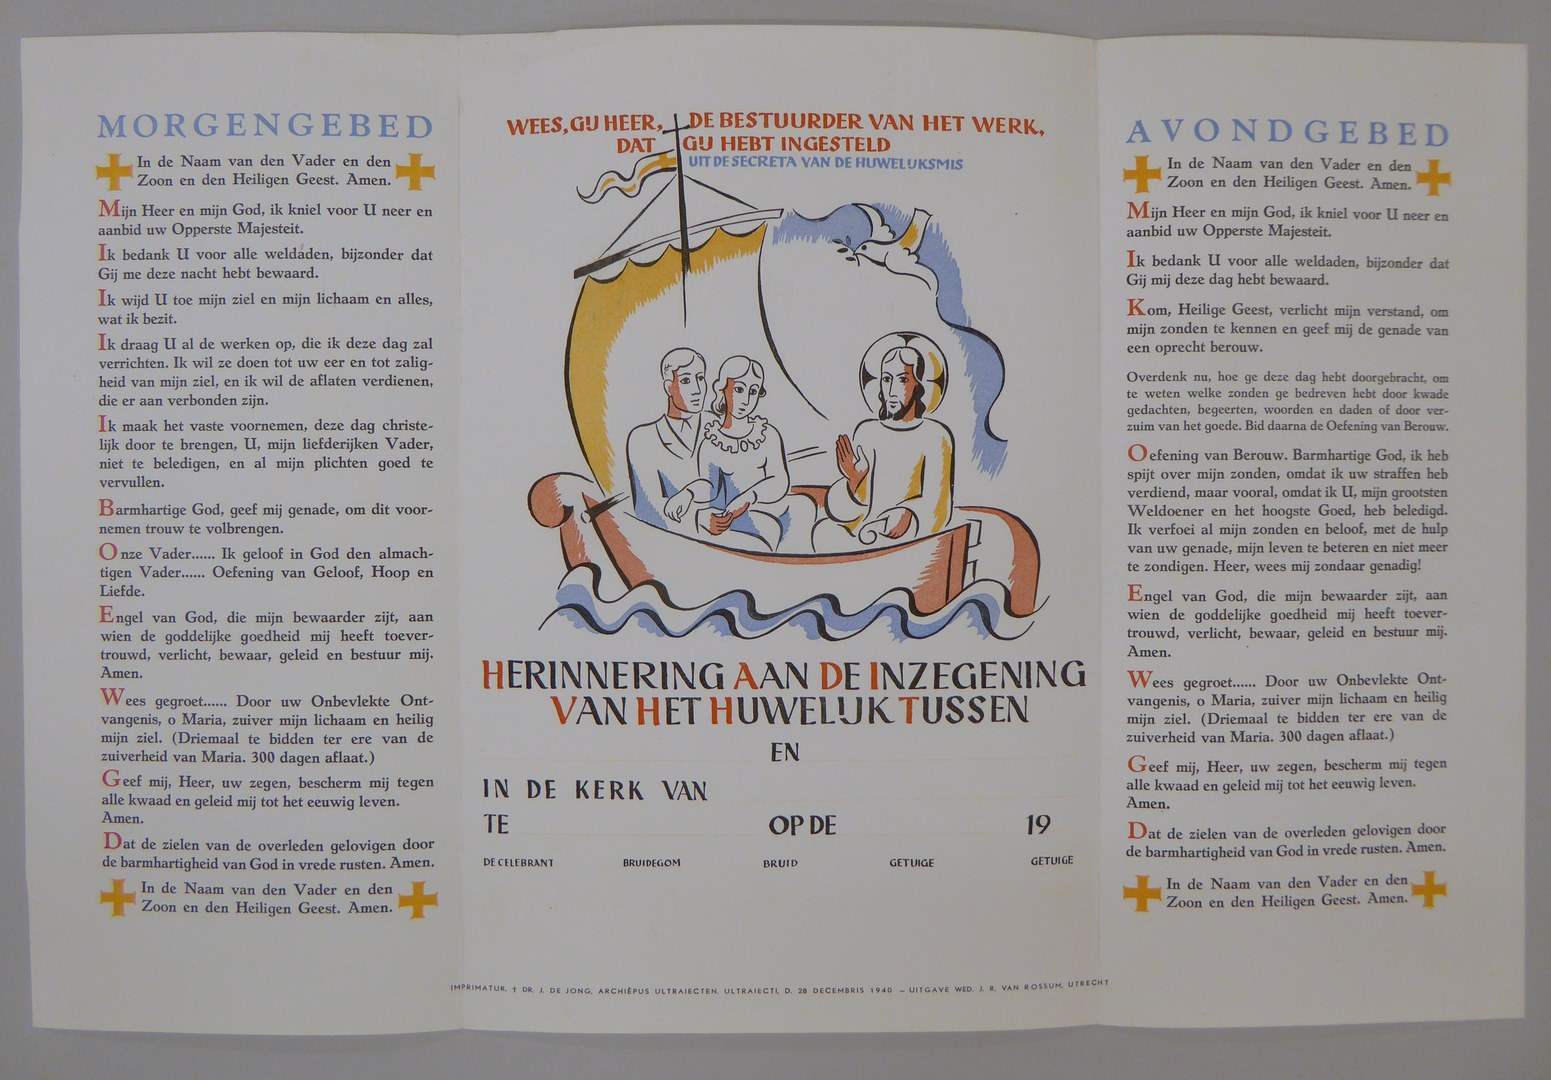 MORGENGEBED
In de Naam van den Vader en den
Zoon en den Heiligen Geest. Amen.
Mijn Heer en mijn God, ik kniel voor U neer en
aanbid uw Opperste Majesteit.
Ik bedank U voor alle weldaden, bijzonder dat
Gij me deze nacht hebt bewaard.
Ik wijd U toe mijn ziel en mijn lichaam en alles,
wat ik bezit.
Ik draag U al de werken op, die ik deze dag zal
verrichten. Ik wil ze doen tot uw eer en tot zalig-
heid van mijn ziel, en ik wil de aflaten verdienen,
die er aan verbonden zijn.
Ik maak het vaste voornemen, deze dag christe-
lijk door te brengen, U, mijn liefderijken Vader,
niet te beledigen, en al mijn plichten goed te
vervullen.
Barmhartige God, geef mij genade, om dit voor-
nemen trouw te volbrengen.
Onze Vader...... Ik geloof in God den almach-
tigen Vader...... Oefening van Geloof, Hoop en
Liefde.
Engel van God, die mijn bewaarder zijt, aan
wien de goddelijke goedheid mij heeft toever-
trouwd, verlicht, bewaar, geleid en bestuur mij.
Amen.
Wees gegroet...... Door uw Onbevlekte Ont-
vangenis, o Maria, zuiver mijn lichaam en heilig
mijn ziel. (Driemaal te bidden ter ere van de
zuiverheid van Maria. 300 dagen aflaat.)
Geef mij, Heer, uw zegen, bescherm mij tegen
alle kwaad en geleid mij tot het eeuwig leven.
Amen.
Dat de zielen van de overleden gelovigen door
de barmhartigheid van God in vrede rusten. Amen.
In de Naam van den Vader en den
Zoon en den Heiligen Geest. Amen.
WEES, GIJ HEER, DE BESTUURDER VAN HET WERK,
DAT GIJ HEBT INGESTELD
UIT DE SECRETA VAN DE HUWELIJKSMIS
HERINNERING AAN DE INZEGENING
VAN HET HUWELIJK TUSSEN
EN
IN DE KERK VAN
TE OP DE 19
DE CELEBRANT BRUIDEGOM BRUID GETUIGE GETUIGE
IMPRIMATUR, † DR. J. DE JONG, ARCHIĒPUS ULTRAIECTEN. ULTRAIECTI, D. 28 DECEMBRIS 1940 – UITGAVE WED. J. R. VAN ROSSUM, UTRECHT
AVONDGEBED
In de Naam van den Vader en den
Zoon en den Heiligen Geest. Amen.
Mijn Heer en mijn God, ik kniel voor U neer en
aanbid uw Opperste Majesteit.
Ik bedank U voor alle weldaden, bijzonder dat
Gij mij deze dag hebt bewaard.
Kom, Heilige Geest, verlicht mijn verstand, om
mijn zonden te kennen en geef mij de genade van
een oprecht berouw.
Overdenk nu, hoe ge deze dag hebt doorgebracht, om
te weten welke zonden ge bedreven hebt door kwade
gedachten, begeerten, woorden en daden of door ver-
zuim van het goede. Bid daarna de Oefening van Berouw.
Oefening van Berouw. Barmhartige God, ik heb
spijt over mijn zonden, omdat ik uw straffen heb
verdiend, maar vooral, omdat ik U, mijn grootsten
Weldoener en het hoogste Goed, heb beledigd.
Ik verfoei al mijn zonden en beloof, met de hulp
van uw genade, mijn leven te beteren en niet meer
te zondigen. Heer, wees mij zondaar genadig!
Engel van God, die mijn bewaarder zijt, aan
wien de goddelijke goedheid mij heeft toever-
trouwd, verlicht, bewaar, geleid en bestuur mij.
Amen.
Wees gegroet...... Door uw Onbevlekte Ont-
vangenis, o Maria, zuiver mijn lichaam en heilig
mijn ziel. (Driemaal te bidden ter ere van de
zuiverheid van Maria. 300 dagen aflaat.)
Geef mij, Heer, uw zegen, bescherm mij tegen
alle kwaad en geleid mij tot het eeuwig leven.
Amen.
Dat de zielen van de overleden gelovigen door
de barmhartigheid van God in vrede rusten. Amen.
In de Naam van den Vader en den
Zoon en den Heiligen Geest. Amen.